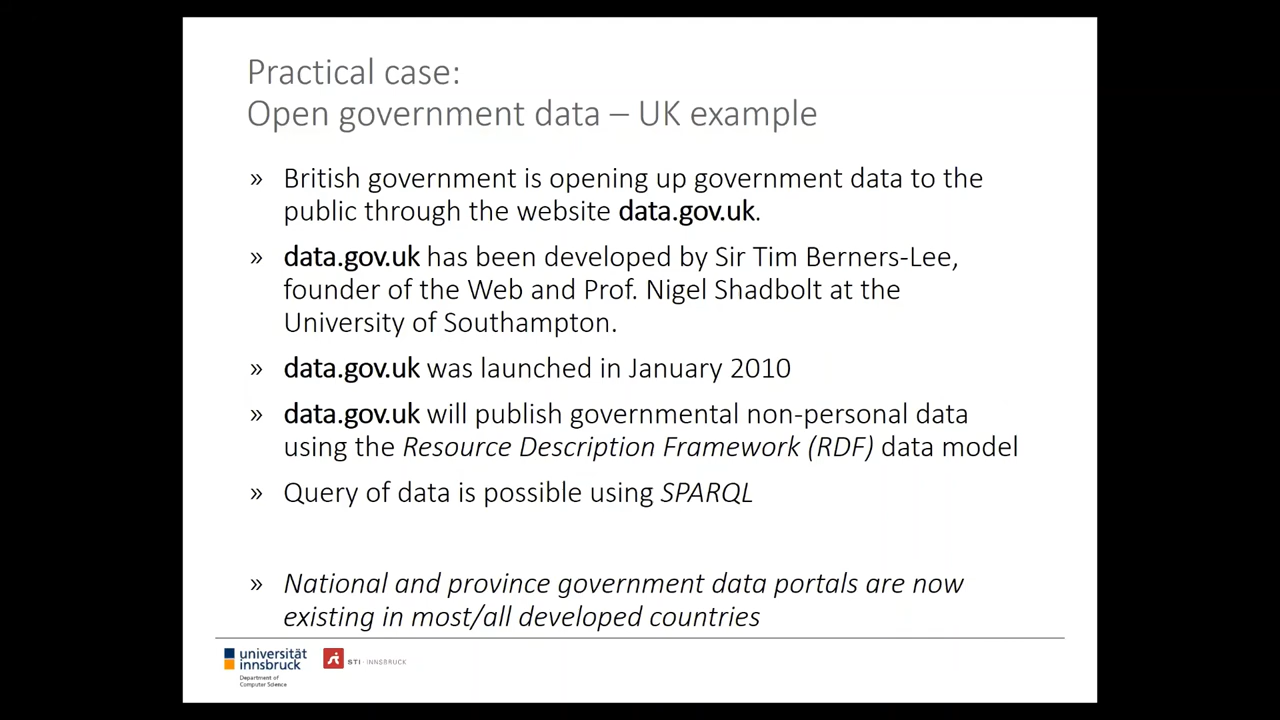 Practical case:
Open government data – UK example
» British government is opening up government data to the
public through the website data.gov.uk.
» data.gov.uk has been developed by Sir Tim Berners-Lee,
founder of the Web and Prof. Nigel Shadbolt at the
University of Southampton.
» data.gov.uk was launched in January 2010
» data.gov.uk will publish governmental non-personal data
using the Resource Description Framework (RDF) data model
» Query of data is possible using SPARQL
» National and province government data portals are now
existing in most/all developed countries
universität
innsbruck
Department of
Computer Science
STI · INNSBRUCK